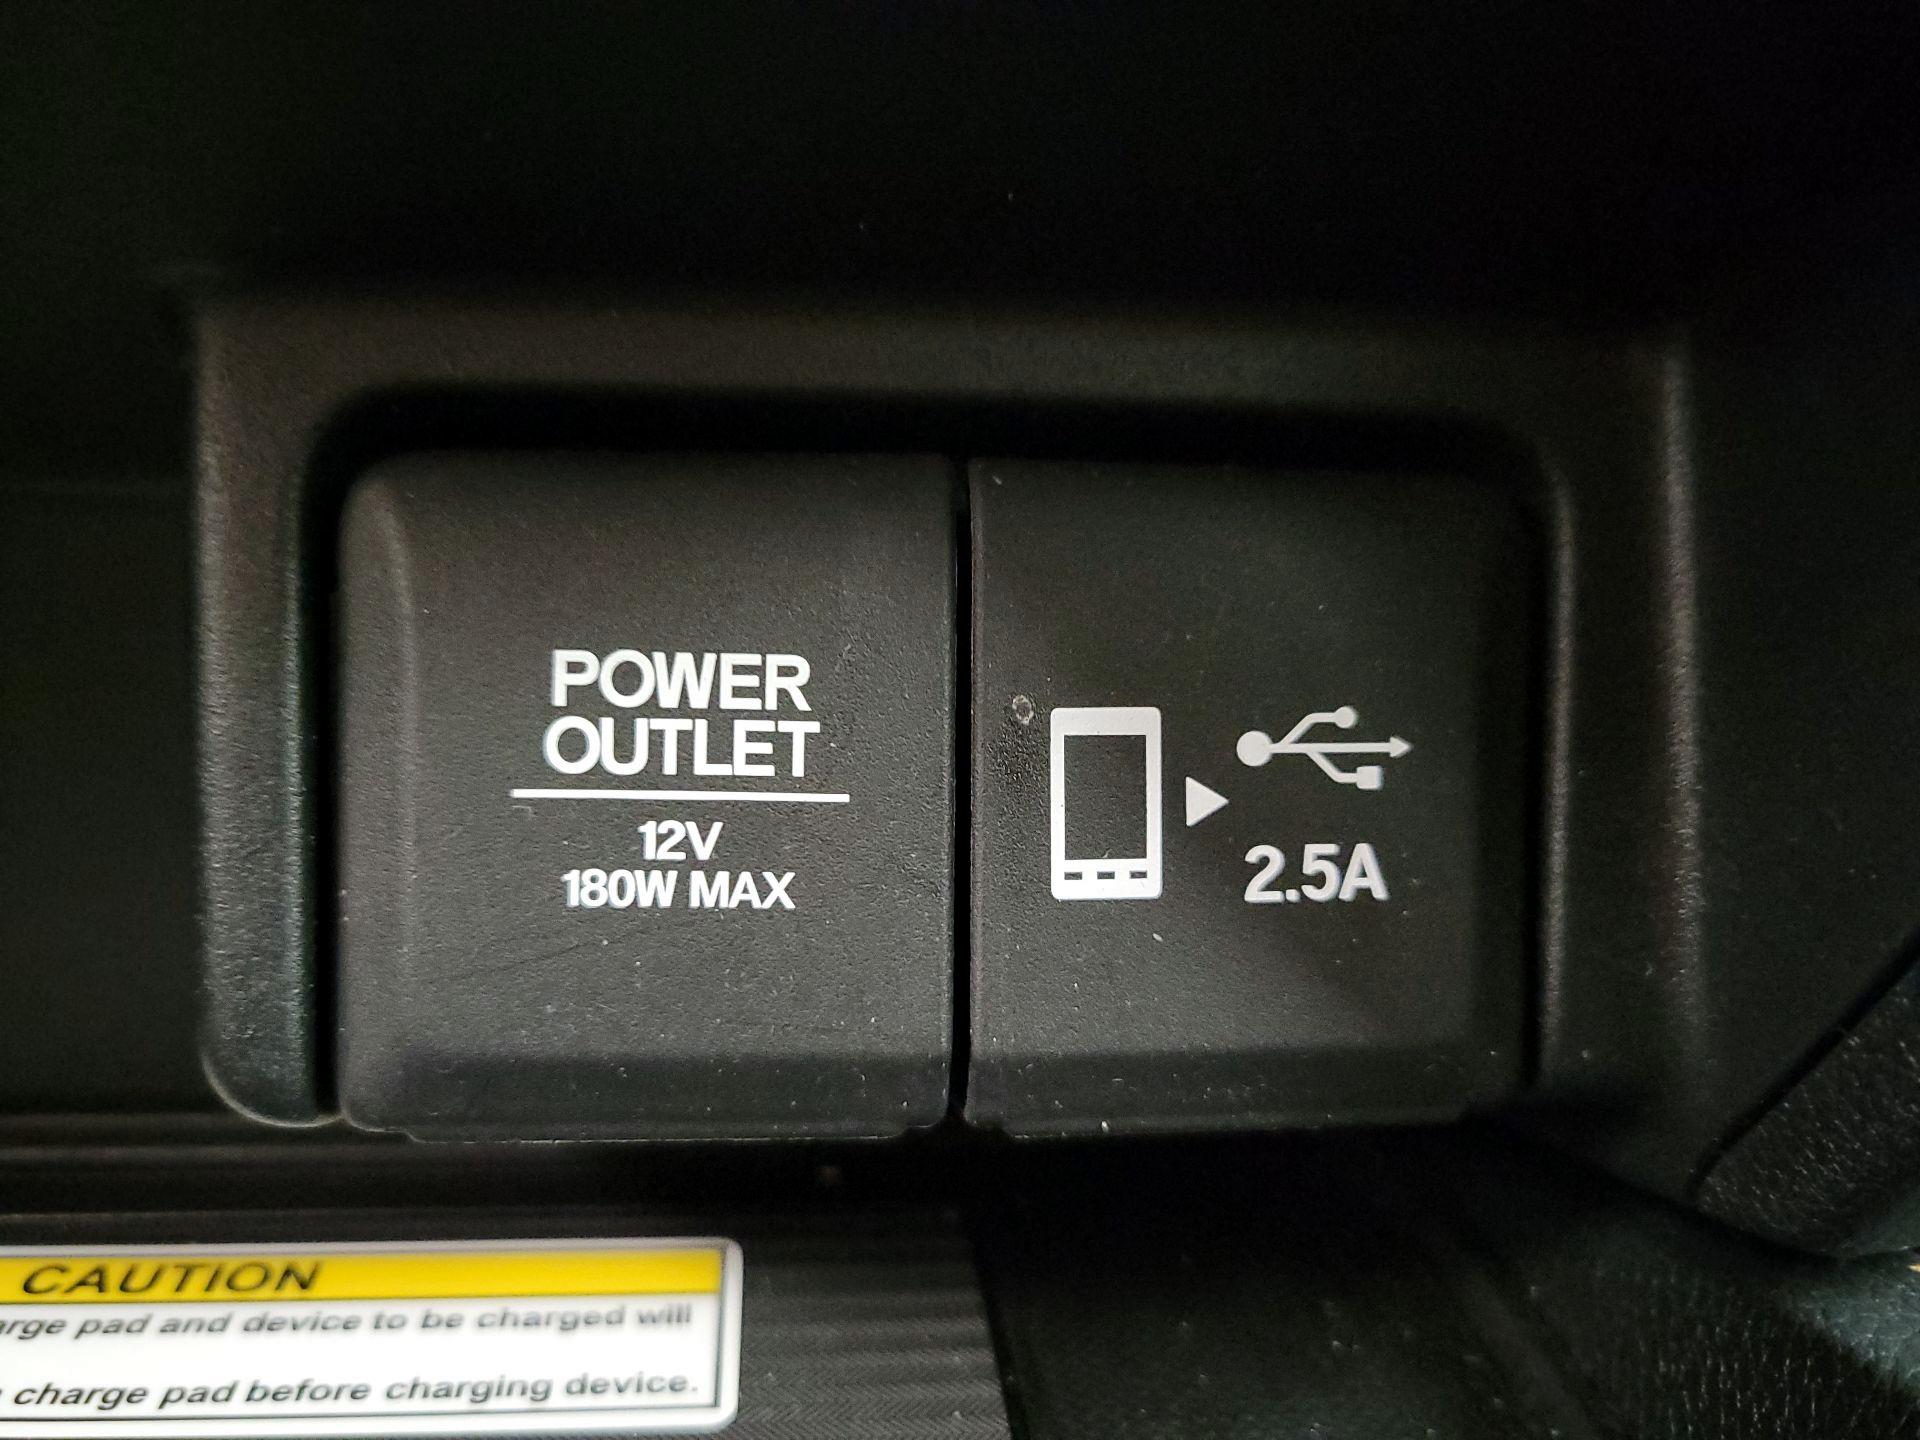 POWER
OUTLET
12V
180W MAX
2.5A
CAUTION
arge pad and device to be charged will
charge pad before charging device.